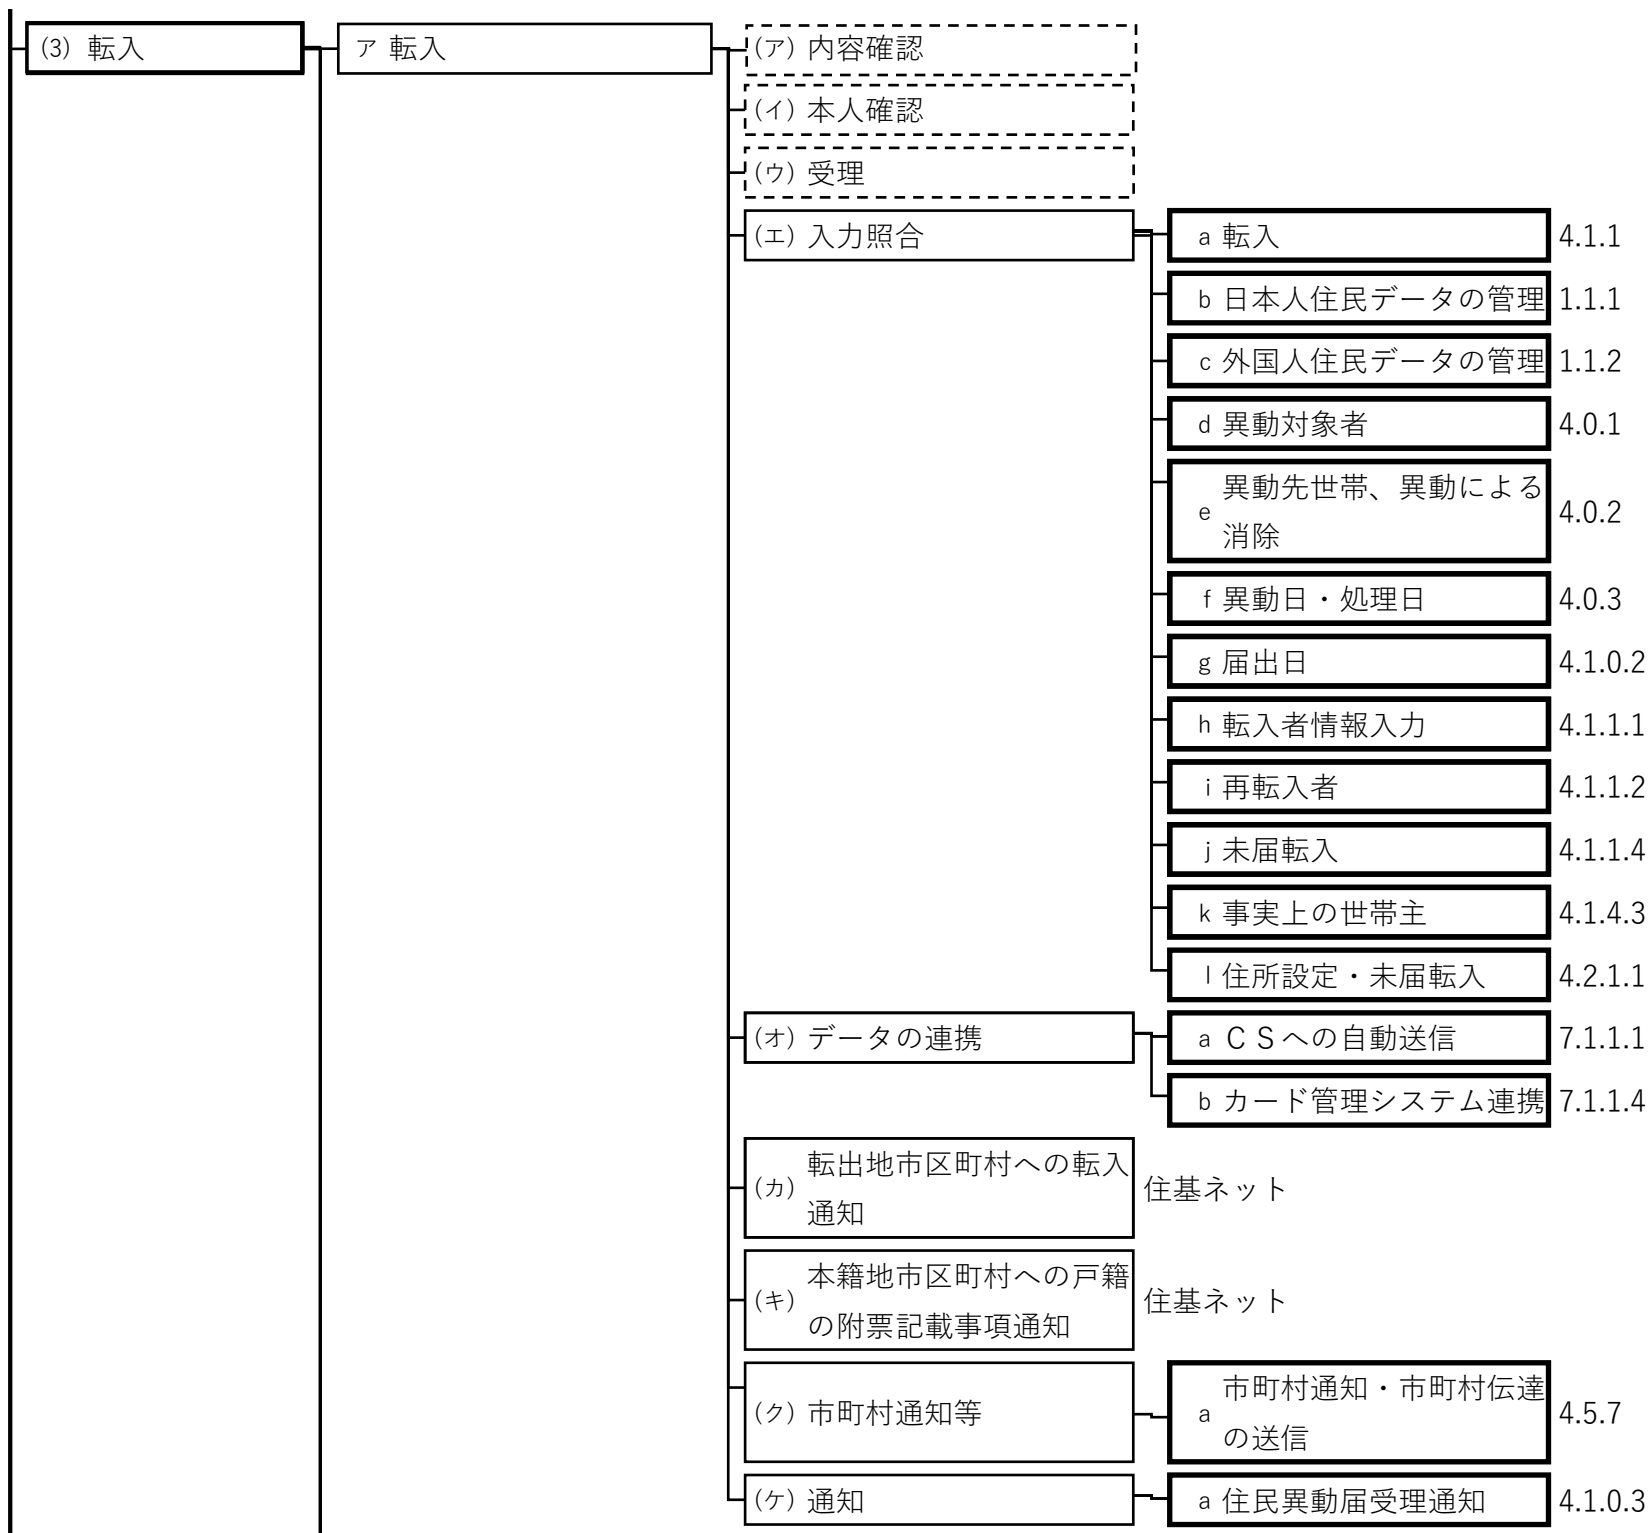 (3) 転入
ア 転入
(ア) 内容確認
(イ) 本人確認
(ウ) 受理
(エ) 入力照合
a 転入 4.1.1
b 日本人住民データの管理 1.1.1
c 外国人住民データの管理 1.1.2
d 異動対象者 4.0.1
e 異動先世帯、異動による
消除 4.0.2
f 異動日・処理日 4.0.3
g 届出日 4.1.0.2
h 転入者情報入力 4.1.1.1
i 再転入者 4.1.1.2
j 未届転入 4.1.1.4
k 事実上の世帯主 4.1.4.3
l 住所設定・未届転入 4.2.1.1
(オ) データの連携
a ＣＳへの自動送信 7.1.1.1
b カード管理システム連携 7.1.1.4
(カ) 転出地市区町村への転入
通知 住基ネット
(キ) 本籍地市区町村への戸籍
の附票記載事項通知 住基ネット
(ク) 市町村通知等
a 市町村通知・市町村伝達
の送信 4.5.7
(ケ) 通知
a 住民異動届受理通知 4.1.0.3